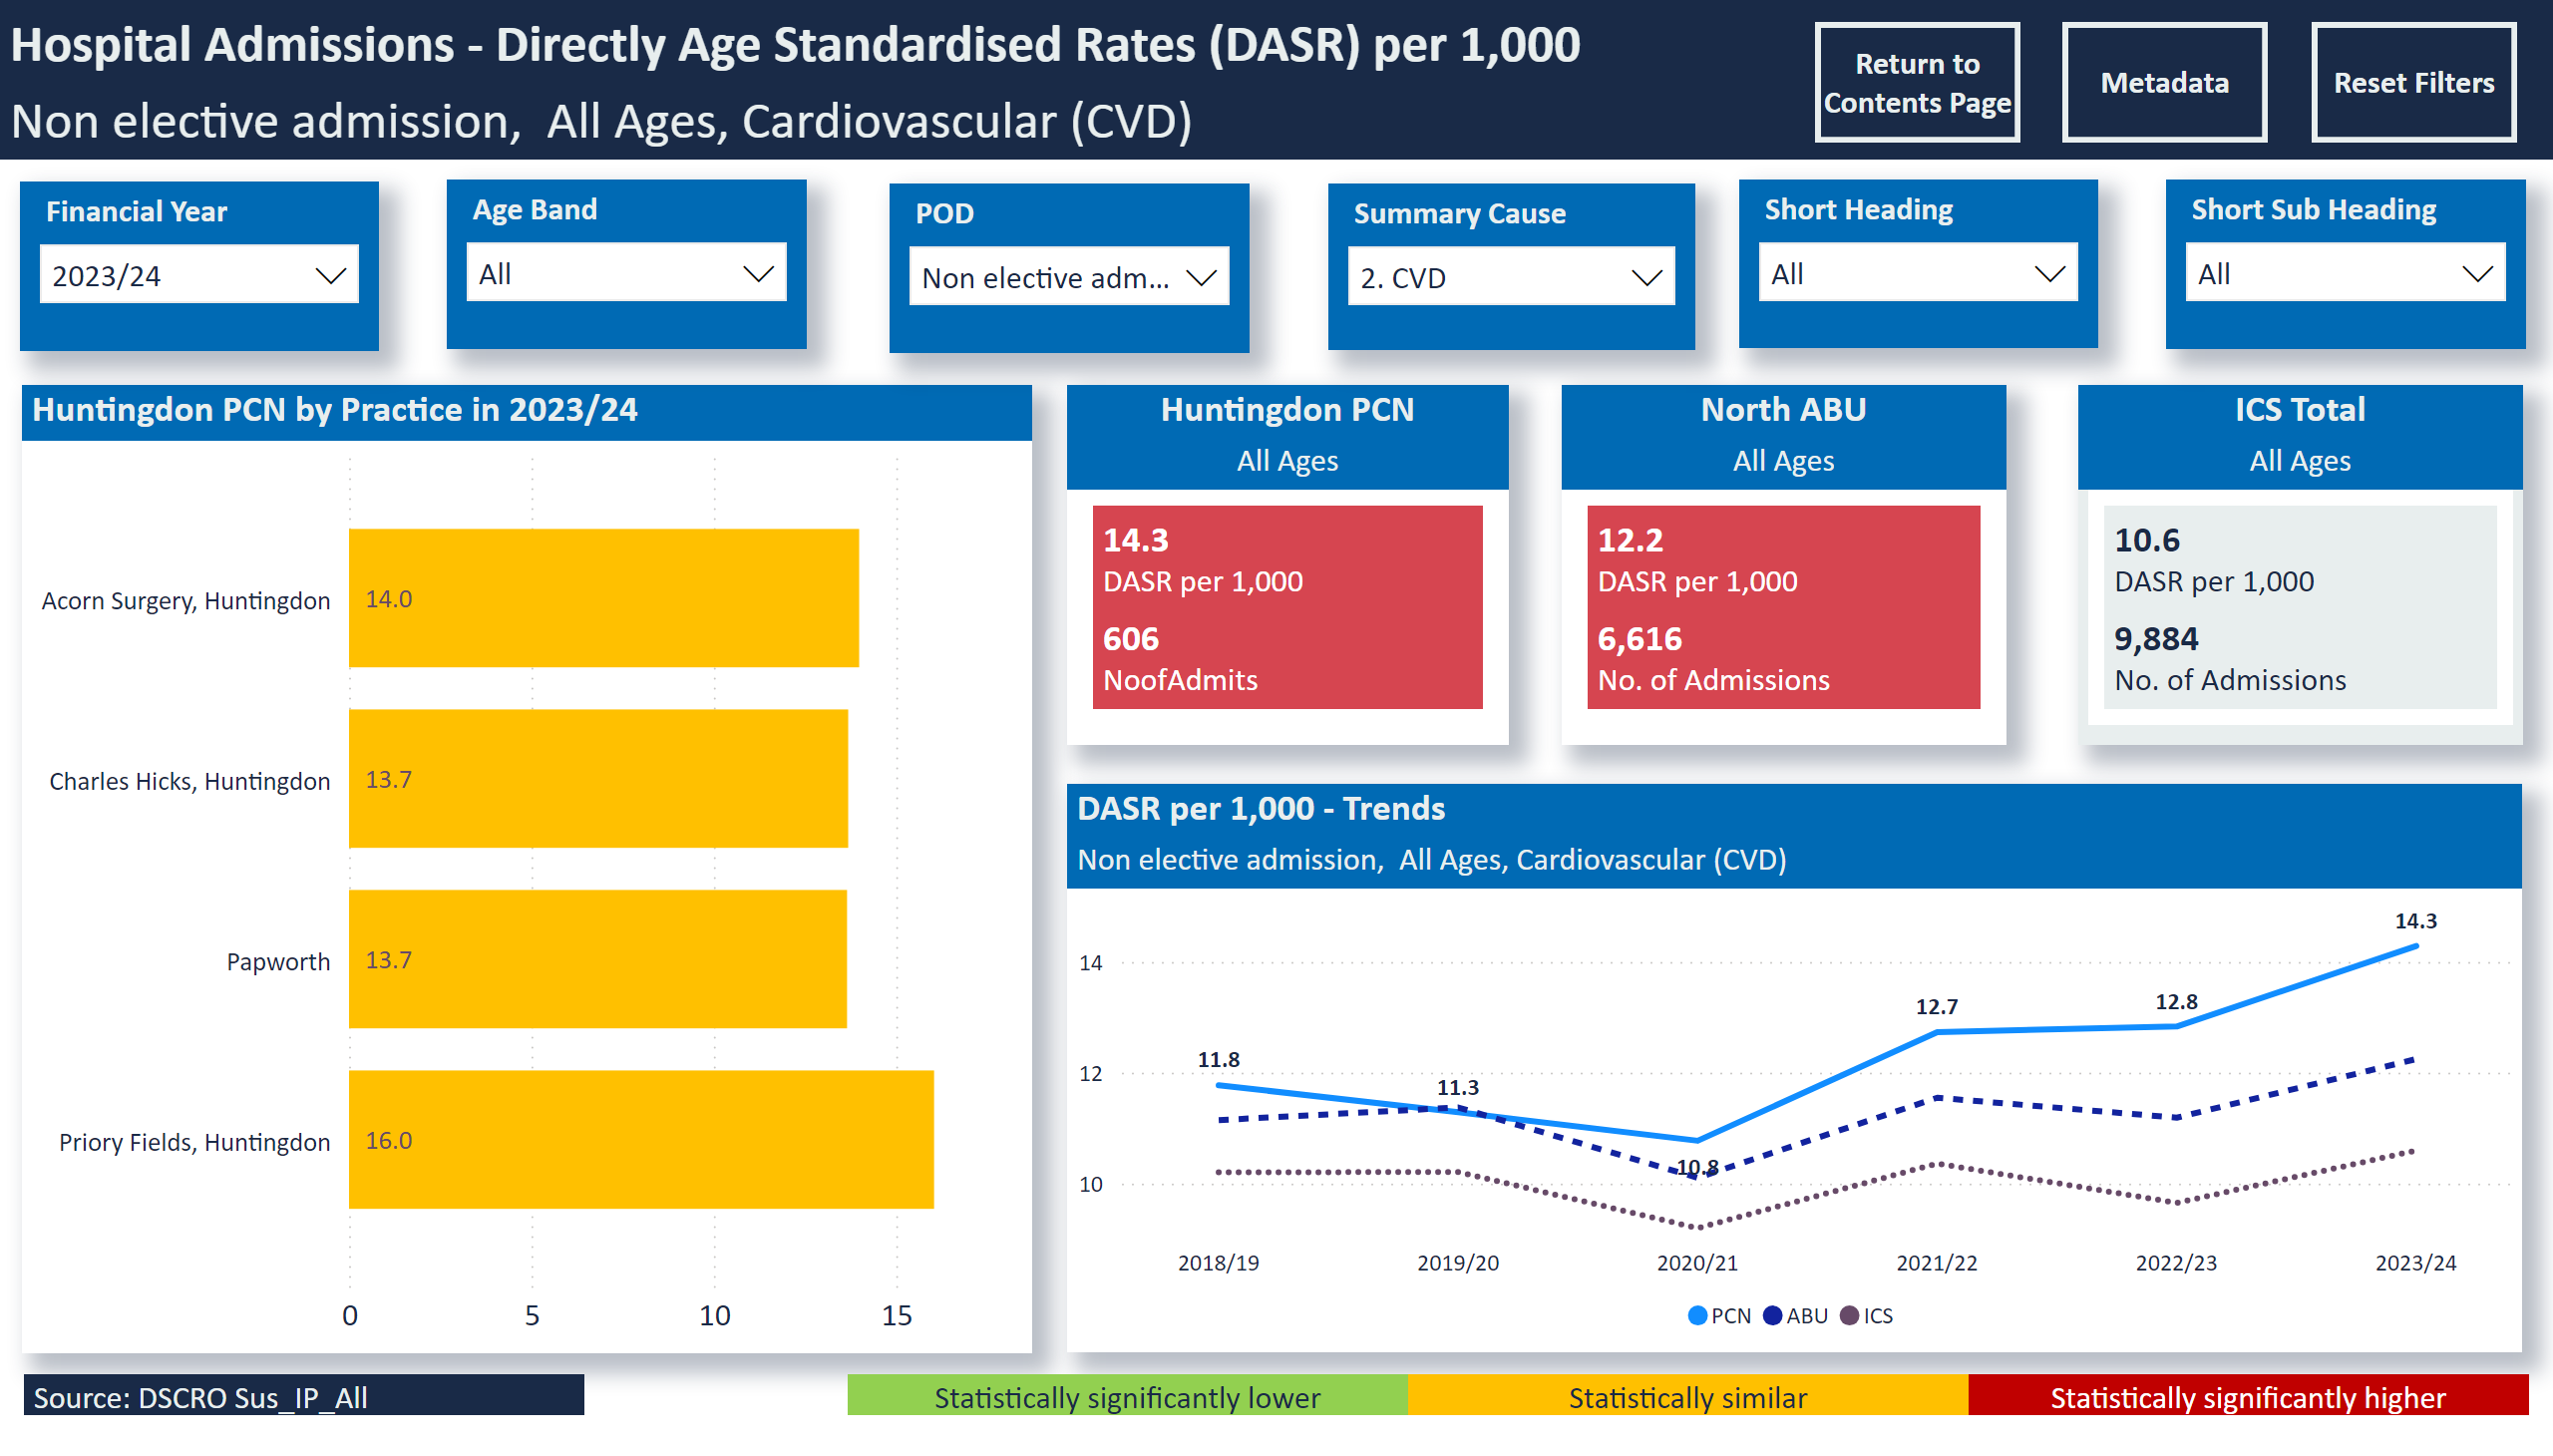 Hospital Admissions - Directly Age Standardised Rates (DASR) per 1,000
Non elective admission,  All Ages, Cardiovascular (CVD)
Return to
Contents Page
Metadata
Reset Filters
Financial Year
2023/24
Age Band
All
POD
Non elective adm...
Summary Cause
2. CVD
Short Heading
All
Short Sub Heading
All
Huntingdon PCN by Practice in 2023/24
Acorn Surgery, Huntingdon
14.0
Charles Hicks, Huntingdon
13.7
Papworth
13.7
Priory Fields, Huntingdon
16.0
0 5 10 15
Huntingdon PCN
All Ages
14.3
DASR per 1,000
606
NoofAdmits
North ABU
All Ages
12.2
DASR per 1,000
6,616
No. of Admissions
ICS Total
All Ages
10.6
DASR per 1,000
9,884
No. of Admissions
DASR per 1,000 - Trends
Non elective admission,  All Ages, Cardiovascular (CVD)
14
12
10
11.8
11.3
10.8
12.7
12.8
14.3
2018/19 2019/20 2020/21 2021/22 2022/23 2023/24
PCN ABU ICS
Source: DSCRO Sus_IP_All
Statistically significantly lower
Statistically similar
Statistically significantly higher